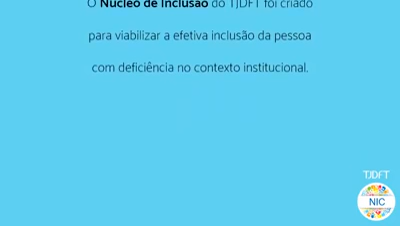 O Núcleo de Inclusão do TJDFT foi criado
para viabilizar a efetiva inclusão da pessoa
com deficiência no contexto institucional.
TJDFT
NIC